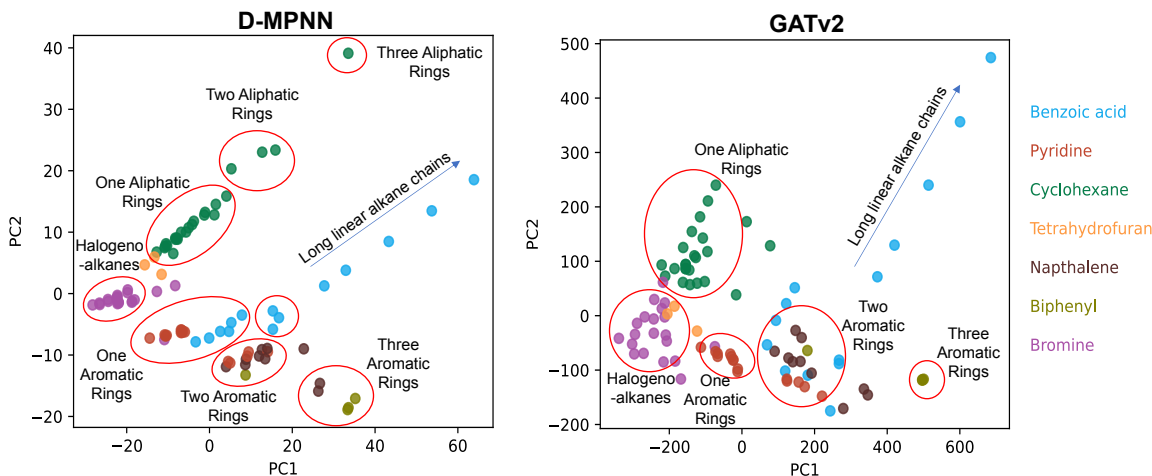 D-MPNN
40
30
20
10
0
−10
−20
PC2
−20
0
20
40
60
PC1
Three Aliphatic
Rings
Two Aliphatic
Rings
One Aliphatic
Rings
Halogeno
-alkanes
Long linear alkane chains
One
Aromatic
Rings
Two Aromatic
Rings
Three
Aromatic
Rings
GATv2
500
400
300
200
100
0
−100
−200
PC2
−200
0
200
400
600
PC1
One Aliphatic
Rings
Long linear alkane chains
Halogeno
-alkanes
One
Aromatic
Rings
Two
Aromatic
Rings
Three
Aromatic
Rings
Benzoic acid
Pyridine
Cyclohexane
Tetrahydrofuran
Napthalene
Biphenyl
Bromine